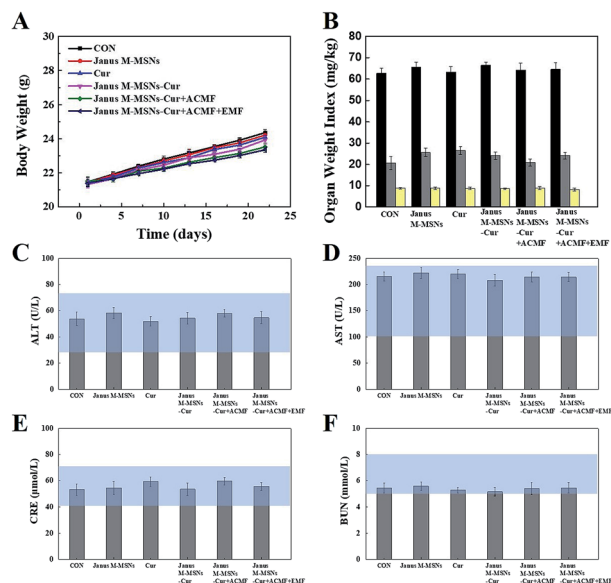 A
Body Weight (g)
30
28
26
24
22
20
CON
Janus M-MSNs
Cur
Janus M-MSNs-Cur
Janus M-MSNs-Cur+ACMF
Janus M-MSNs-Cur+ACMF+EMF
0 5 10 15 20 25
Time (days)
B
Organ Weight Index (mg/kg)
80
70
60
50
40
30
20
10
0
CON Janus M-MSNs Cur Janus M-MSNs -Cur Janus M-MSNs -Cur +ACMF Janus M-MSNs -Cur +ACMF+EMF
C
ALT (U/L)
100
80
60
40
20
0
CON Janus M-MSNs Cur Janus M-MSNs -Cur Janus M-MSNs -Cur+ACMF Janus M-MSNs -Cur+ACMF+EMF
D
AST (U/L)
250
200
150
100
50
0
CON Janus M-MSNs Cur Janus M-MSNs -Cur Janus M-MSNs -Cur+ACMF Janus M-MSNs -Cur+ACMF+EMF
E
CRE (μmol/L)
100
80
60
40
20
0
CON Janus M-MSNs Cur Janus M-MSNs -Cur Janus M-MSNs -Cur+ACMF Janus M-MSNs -Cur+ACMF+EMF
F
BUN (mmol/L)
10
8
6
4
2
0
CON Janus M-MSNs Cur Janus M-MSNs -Cur Janus M-MSNs -Cur+ACMF Janus M-MSNs -Cur+ACMF+EMF